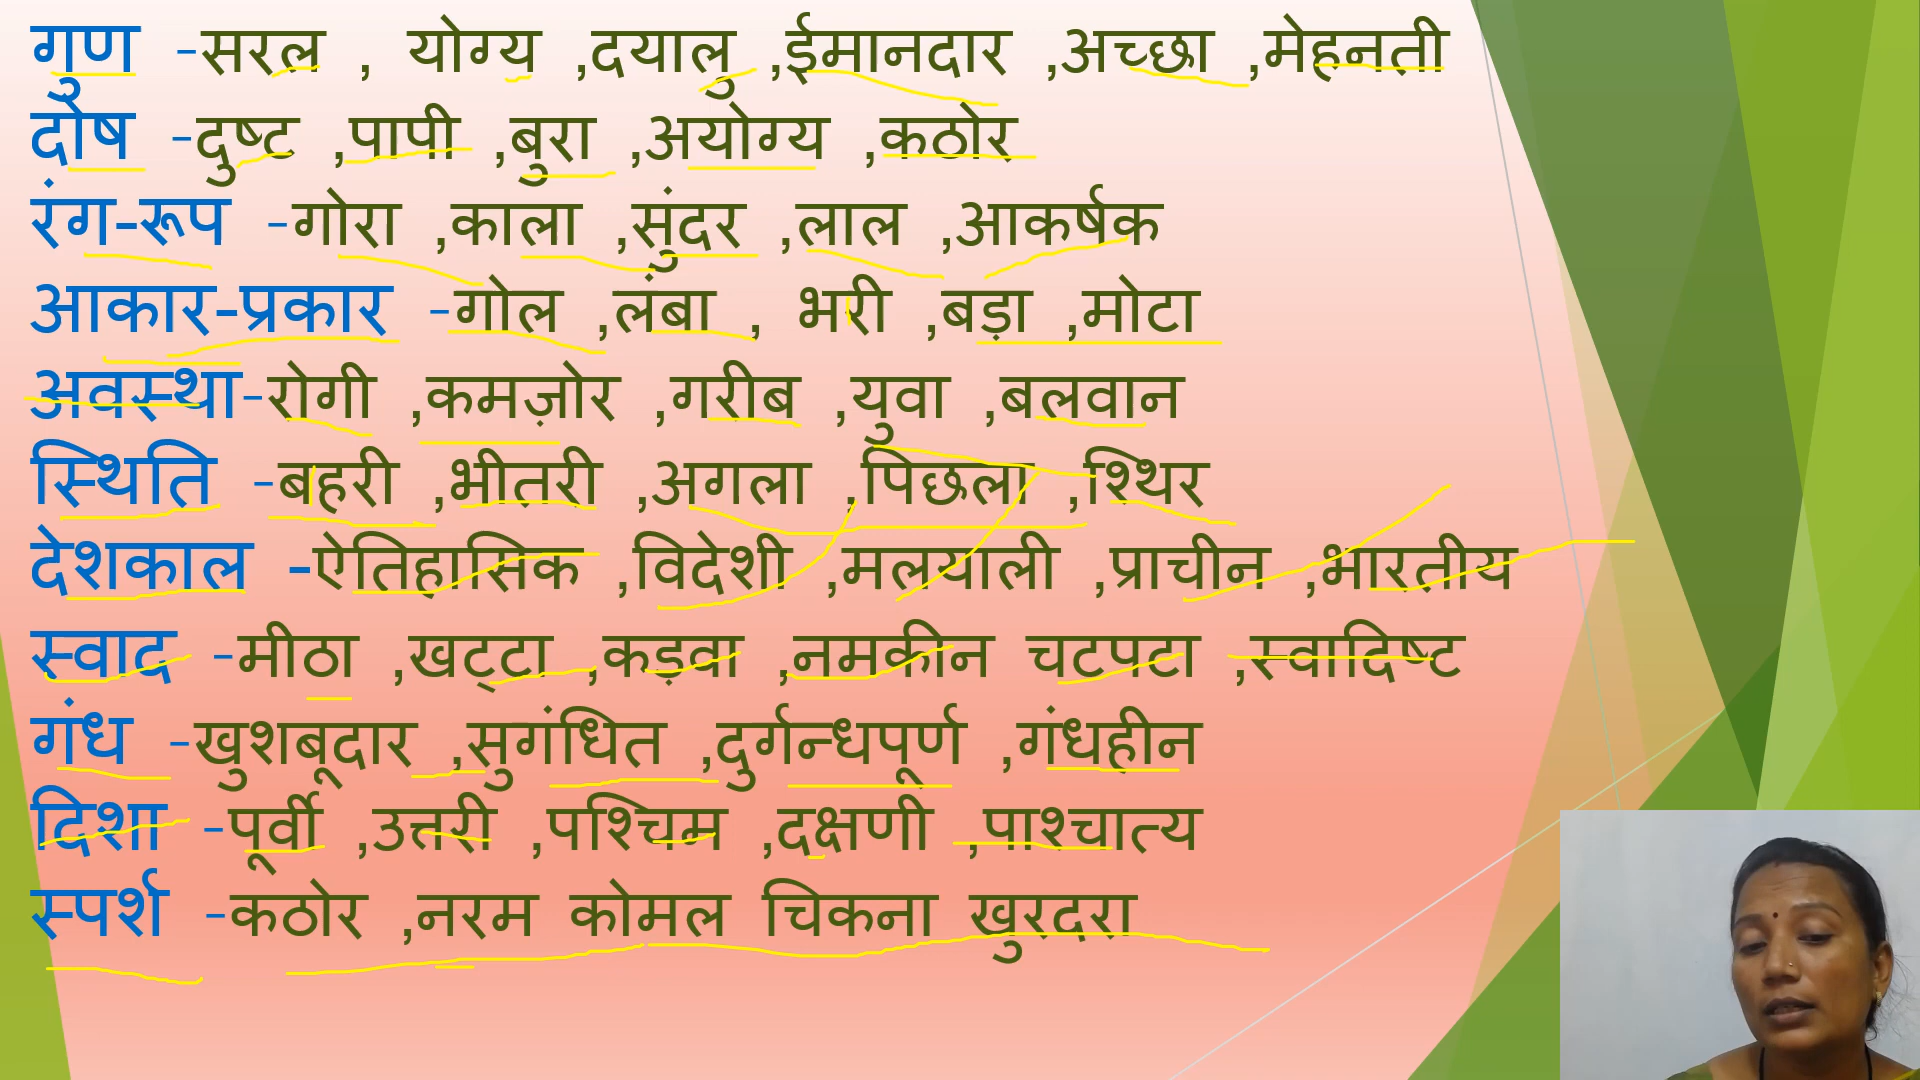 गुण -सरल , योग्य ,दयालु ,ईमानदार ,अच्छा ,मेहनती
दोष -दुष्ट ,पापी ,बुरा ,अयोग्य ,कठोर
रंग-रूप -गोरा ,काला ,सुंदर ,लाल ,आकर्षक
आकार-प्रकार -गोल ,लंबा , भरी ,बड़ा ,मोटा
अवस्था-रोगी ,कमज़ोर ,गरीब ,युवा ,बलवान
स्थिति -बहरी ,भीतरी ,अगला ,पिछला ,श्थिर
देशकाल -ऐतिहासिक ,विदेशी ,मलयाली ,प्राचीन ,भारतीय
स्वाद -मीठा ,खट्टा ,कड़वा ,नमकीन चटपटा ,स्वादिष्ट
गंध -खुशबूदार ,सुगंधित ,दुर्गन्धपूर्ण ,गंधहीन
दिशा -पूर्वी ,उत्तरी ,पश्चिम ,दक्षणी ,पाश्चात्य
स्पर्श -कठोर ,नरम कोमल चिकना खुरदरा